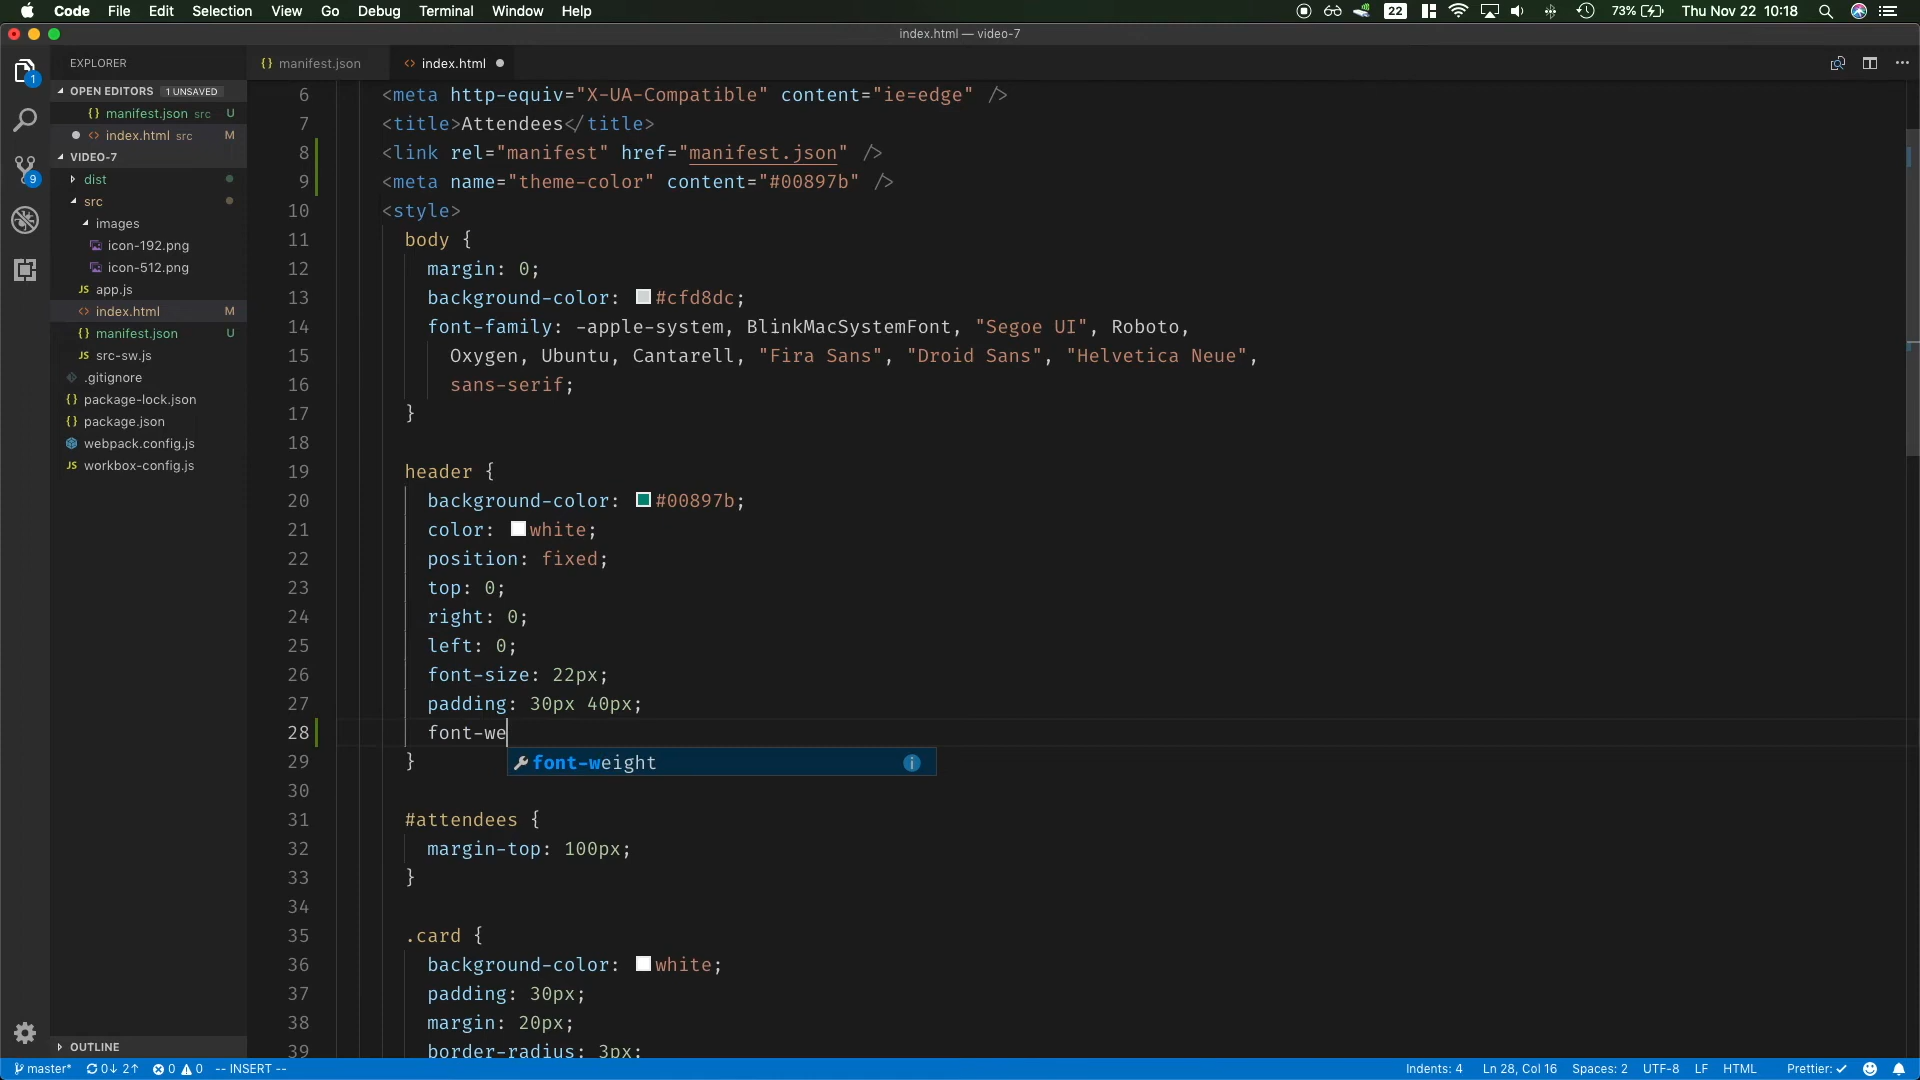 Code File Edit Selection View Go Debug Terminal Window Help 22 73% Thu Nov 22 10:18
index.html — video-7
EXPLORER
{} manifest.json <> index.html
OPEN EDITORS 1 UNSAVED
{} manifest.json src U
<> index.html src M
VIDEO-7
dist
src
images
icon-192.png
icon-512.png
JS app.js
<> index.html M
{} manifest.json U
JS src-sw.js
.gitignore
{} package-lock.json
{} package.json
webpack.config.js
JS workbox-config.js
OUTLINE
1
9
6 <meta http-equiv="X-UA-Compatible" content="ie=edge" />
7 <title>Attendees</title>
8 <link rel="manifest" href="manifest.json" />
9 <meta name="theme-color" content="#00897b" />
10 <style>
11 body {
12 margin: 0;
13 background-color: #cfd8dc;
14 font-family: -apple-system, BlinkMacSystemFont, "Segoe UI", Roboto,
15 Oxygen, Ubuntu, Cantarell, "Fira Sans", "Droid Sans", "Helvetica Neue",
16 sans-serif;
17 }
18
19 header {
20 background-color: #00897b;
21 color: white;
22 position: fixed;
23 top: 0;
24 right: 0;
25 left: 0;
26 font-size: 22px;
27 padding: 30px 40px;
28 font-we
font-weight
29 }
30
31 #attendees {
32 margin-top: 100px;
33 }
34
35 .card {
36 background-color: white;
37 padding: 30px;
38 margin: 20px;
39 border-radius: 3px;
master* 0↓ 2↑ 0 0 -- INSERT -- Indents: 4 Ln 28, Col 16 Spaces: 2 UTF-8 LF HTML Prettier: ✓